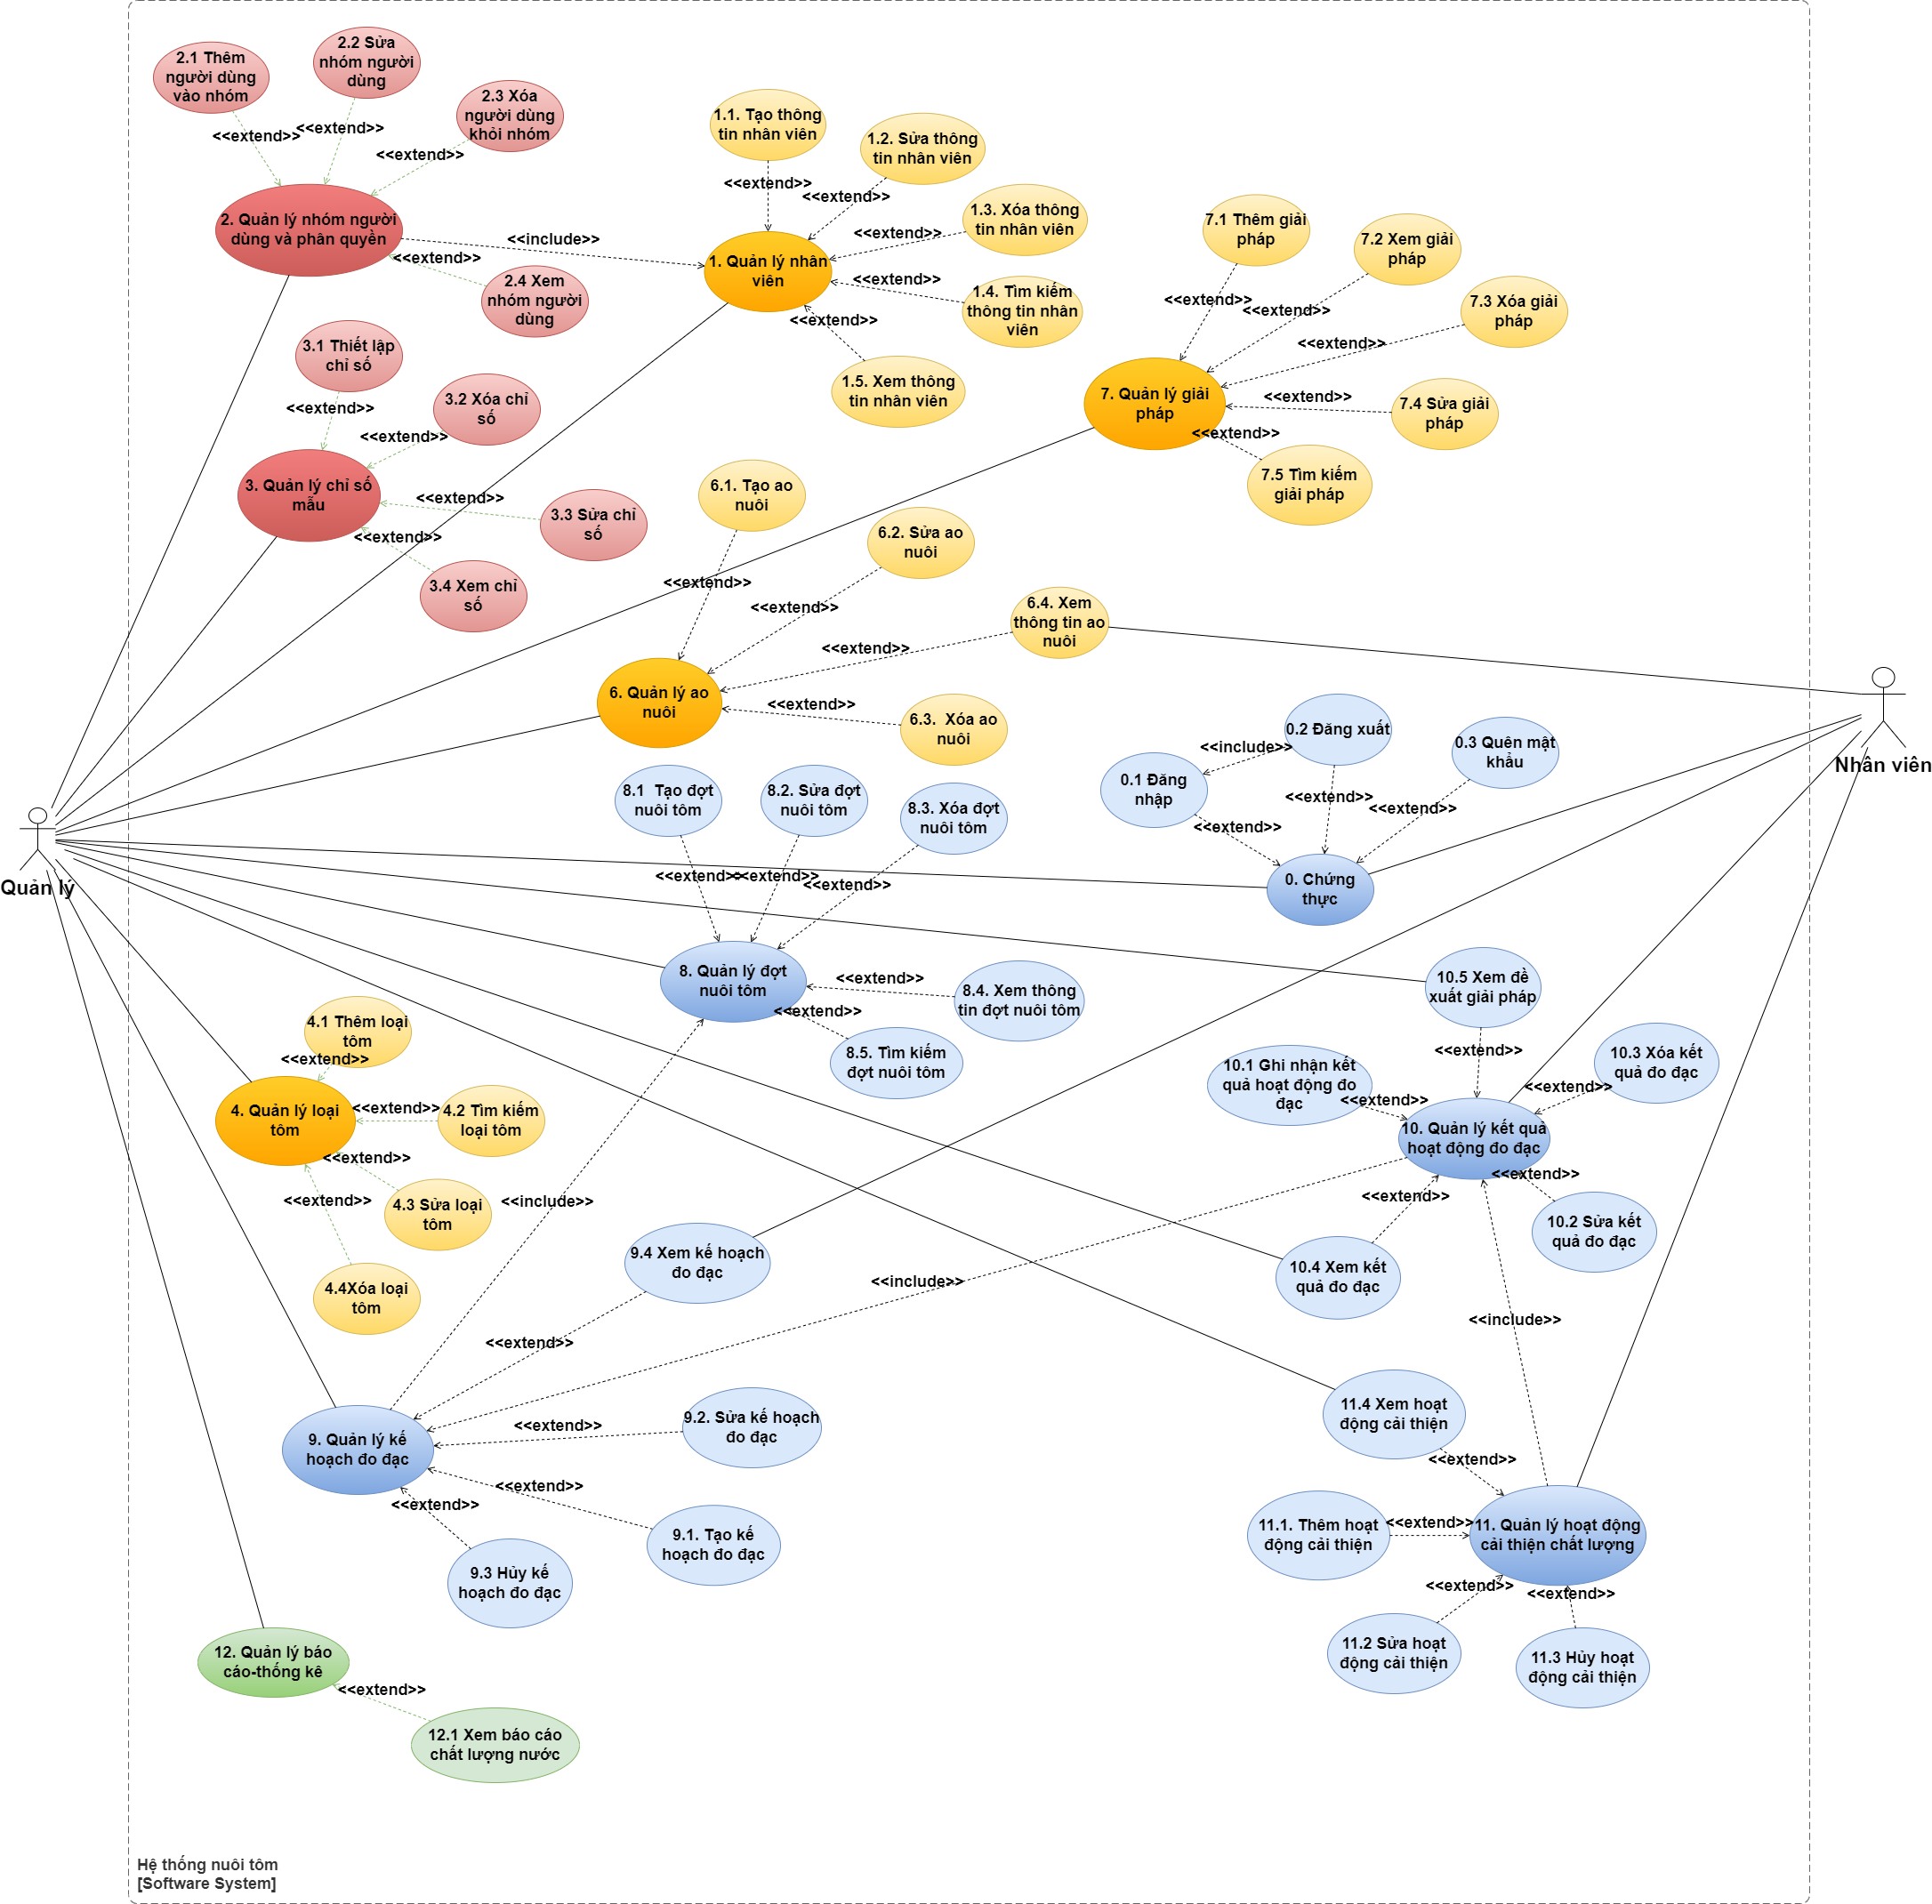 2.1 Thêm
người dùng
vào nhóm
2.2 Sửa
nhóm người
dùng
2.3 Xóa
người dùng
khỏi nhóm
<<extend>>
<<extend>>
<<extend>>
2. Quản lý nhóm người
dùng và phân quyền
<<include>>
<<extend>>
2.4 Xem
nhóm người
dùng
1.1. Tạo thông
tin nhân viên
1.2. Sửa thông
tin nhân viên
<<extend>>
<<extend>>
1.3. Xóa thông
tin nhân viên
<<extend>>
1. Quản lý nhân
viên
<<extend>>
1.4. Tìm kiếm
thông tin nhân
viên
<<extend>>
1.5. Xem thông
tin nhân viên
7.1 Thêm giải
pháp
7.2 Xem giải
pháp
7.3 Xóa giải
pháp
<<extend>>
<<extend>>
<<extend>>
7. Quản lý giải
pháp
<<extend>>
7.4 Sửa giải
pháp
<<extend>>
7.5 Tìm kiếm
giải pháp
3.1 Thiết lập
chỉ số
<<extend>>
3.2 Xóa chỉ
số
<<extend>>
3. Quản lý chỉ số
mẫu
<<extend>>
3.3 Sửa chỉ
số
<<extend>>
3.4 Xem chỉ
số
6.1. Tạo ao
nuôi
6.2. Sửa ao
nuôi
<<extend>>
<<extend>>
6.4. Xem
thông tin ao
nuôi
<<extend>>
6. Quản lý ao
nuôi
<<extend>>
6.3.  Xóa ao
nuôi
0.2 Đăng xuất
0.3 Quên mật
khẩu
<<include>>
0.1 Đăng
nhập
<<extend>>
<<extend>>
<<extend>>
0. Chứng
thực
Nhân viên
Quản lý
8.1  Tạo đợt
nuôi tôm
8.2. Sửa đợt
nuôi tôm
8.3. Xóa đợt
nuôi tôm
<<extend>>
<<extend>>
<<extend>>
8. Quản lý đợt
nuôi tôm
<<extend>>
8.4. Xem thông
tin đợt nuôi tôm
<<extend>>
8.5. Tìm kiếm
đợt nuôi tôm
10.5 Xem đề
xuất giải pháp
<<extend>>
10.1 Ghi nhận kết
quả hoạt động đo
đạc
<<extend>>
10.3 Xóa kết
quả đo đạc
<<extend>>
10. Quản lý kết quả
hoạt động đo đạc
<<extend>>
10.2 Sửa kết
quả đo đạc
<<extend>>
10.4 Xem kết
quả đo đạc
4.1 Thêm loại
tôm
<<extend>>
4. Quản lý loại
tôm
<<extend>>
4.2 Tìm kiếm
loại tôm
<<extend>>
4.3 Sửa loại
tôm
<<extend>>
4.4Xóa loại
tôm
<<include>>
9.4 Xem kế hoạch
đo đạc
<<include>>
<<include>>
<<extend>>
9. Quản lý kế
hoạch đo đạc
<<extend>>
9.2. Sửa kế hoạch
đo đạc
<<extend>>
9.1. Tạo kế
hoạch đo đạc
<<extend>>
9.3 Hủy kế
hoạch đo đạc
11.4 Xem hoạt
động cải thiện
<<extend>>
11.1. Thêm hoạt
động cải thiện
<<extend>>
11. Quản lý hoạt động
cải thiện chất lượng
<<extend>>
<<extend>>
11.2 Sửa hoạt
động cải thiện
11.3 Hủy hoạt
động cải thiện
12. Quản lý báo
cáo-thống kê
<<extend>>
12.1 Xem báo cáo
chất lượng nước
Hệ thống nuôi tôm
[Software System]